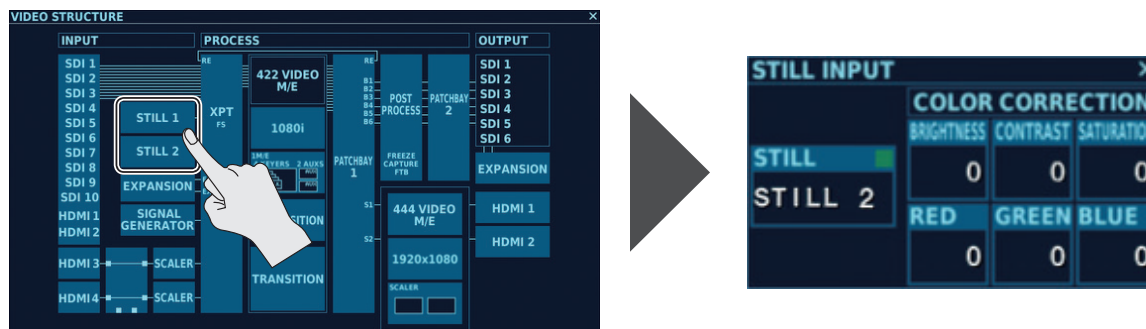 VIDEO STRUCTURE ×
INPUT PROCESS OUTPUT
SDI 1
SDI 2
SDI 3
SDI 4
SDI 5
SDI 6
SDI 7
SDI 8
SDI 9
SDI 10
HDMI 1
HDMI 2
HDMI 3
HDMI 4
STILL 1
STILL 2
EXPANSION
SIGNAL
GENERATOR
SCALER
SCALER
RE
XPT
FS
422 VIDEO
M/E
1080i
1M/E
2 AUXS
AUX
AUX
TRANSITION
RE
B1
B2
B3
B4
B5
B6
PATCHBAY
1
S1
S2
POST
PROCESS
FREEZE
CAPTURE
FTB
PATCHBAY
2
444 VIDEO
M/E
1920x1080
SCALER
SDI 1
SDI 2
SDI 3
SDI 4
SDI 5
SDI 6
EXPANSION
HDMI 1
HDMI 2
STILL INPUT
COLOR CORRECTION
BRIGHTNESS CONTRAST SATURATION
0 0 0
STILL
STILL 2
RED GREEN BLUE
0 0 0